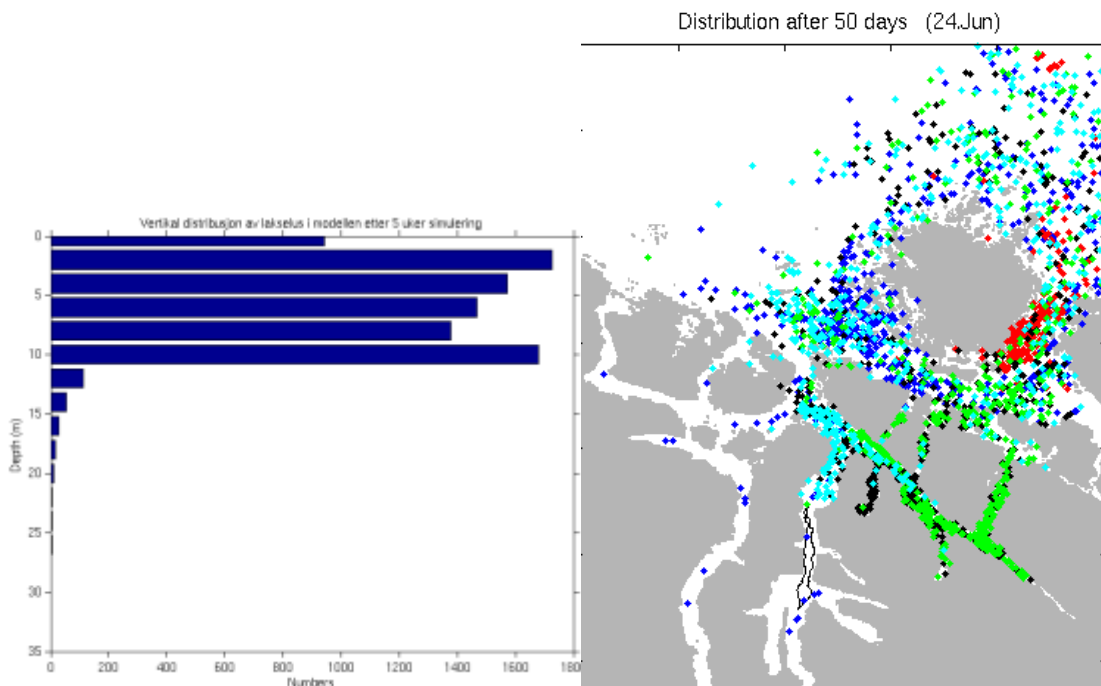 Distribution after 50 days (24.Jun)
Vertikal distribusjon av lakselus i modellen etter 5 uker simulering
0
5
10
15
20
25
30
35
Depth (m)
0 200 400 600 800 1000 1200 1400 1600 180
Numbers